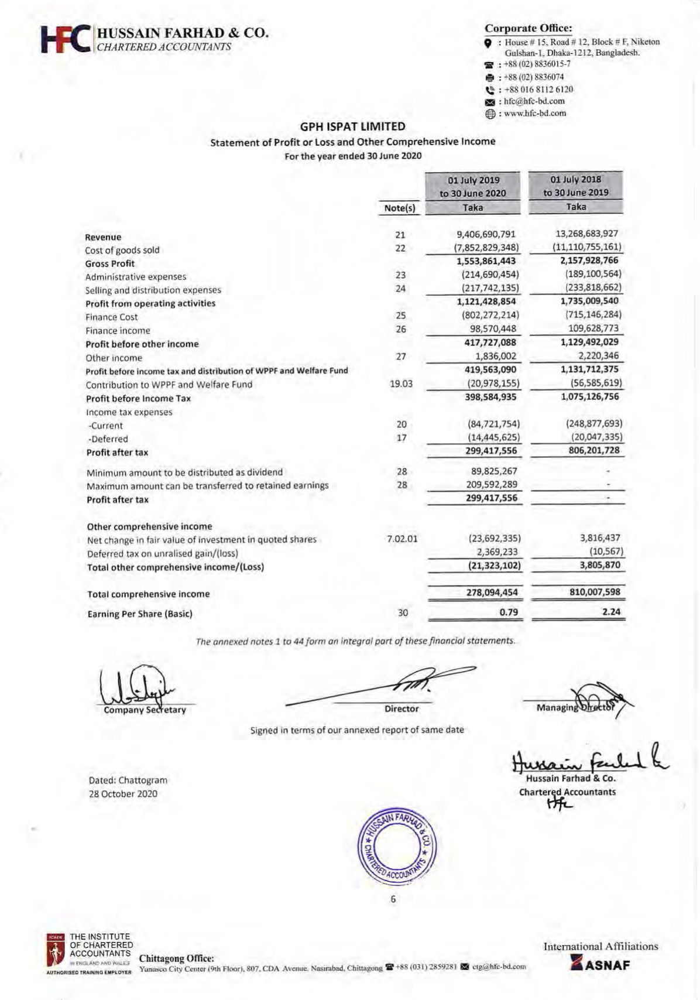 HFC HUSSAIN FARHAD & CO.
CHARTERED ACCOUNTANTS
Corporate Office:
: House # 15, Road # 12, Block # F, Niketon
Gulshan-1, Dhaka-1212, Bangladesh.
: +88 (02) 8836015-7
: +88 (02) 8836074
: +88 016 8112 6120
: hfc@hfc-bd.com
: www.hfc-bd.com
GPH ISPAT LIMITED
Statement of Profit or Loss and Other Comprehensive Income
For the year ended 30 June 2020
01 July 2019 01 July 2018
to 30 June 2020 to 30 June 2019
Note(s) Taka Taka
Revenue 21 9,406,690,791 13,268,683,927
Cost of goods sold 22 (7,852,829,348) (11,110,755,161)
Gross Profit 1,553,861,443 2,157,928,766
Administrative expenses 23 (214,690,454) (189,100,564)
Selling and distribution expenses 24 (217,742,135) (233,818,662)
Profit from operating activities 1,121,428,854 1,735,009,540
Finance Cost 25 (802,272,214) (715,146,284)
Finance income 26 98,570,448 109,628,773
Profit before other income 417,727,088 1,129,492,029
Other income 27 1,836,002 2,220,346
Profit before income tax and distribution of WPPF and Welfare Fund 419,563,090 1,131,712,375
Contribution to WPPF and Welfare Fund 19.03 (20,978,155) (56,585,619)
Profit before Income Tax 398,584,935 1,075,126,756
Income tax expenses
-Current 20 (84,721,754) (248,877,693)
-Deferred 17 (14,445,625) (20,047,335)
Profit after tax 299,417,556 806,201,728
Minimum amount to be distributed as dividend 28 89,825,267 -
Maximum amount can be transferred to retained earnings 28 209,592,289 -
Profit after tax 299,417,556 -
Other comprehensive income
Net change in fair value of investment in quoted shares 7.02.01 (23,692,335) 3,816,437
Deferred tax on unralised gain/(loss) 2,369,233 (10,567)
Total other comprehensive income/(Loss) (21,323,102) 3,805,870
Total comprehensive income 278,094,454 810,007,598
Earning Per Share (Basic) 30 0.79 2.24
The annexed notes 1 to 44 form an integral part of these financial statements.
Company Secretary Director Managing Director
Signed in terms of our annexed report of same date
Hussain Farhad & Co.
Dated: Chattogram
Hussain Farhad & Co.
28 October 2020
Chartered Accountants
Hfc
HUSSAIN FARHAD & CO. ★ CHARTERED ACCOUNTANTS ★
6
ICAEW THE INSTITUTE
OF CHARTERED
ACCOUNTANTS
IN ENGLAND AND WALES
AUTHORISED TRAINING EMPLOYER
Chittagong Office:
Yunusco City Center (9th Floor), 807, CDA Avenue, Nasirabad, Chittagong +88 (031) 2859281 ctg@hfc-bd.com
International Affiliations
ASNAF